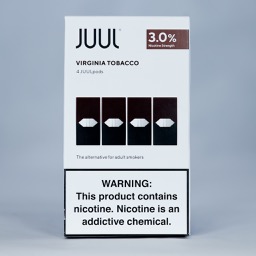 JUUL
3.0%
Nicotine Strength
VIRGINIA TOBACCO
4 JUULpods
The alternative for adult smokers
WARNING:
This product contains
nicotine. Nicotine is an
addictive chemical.